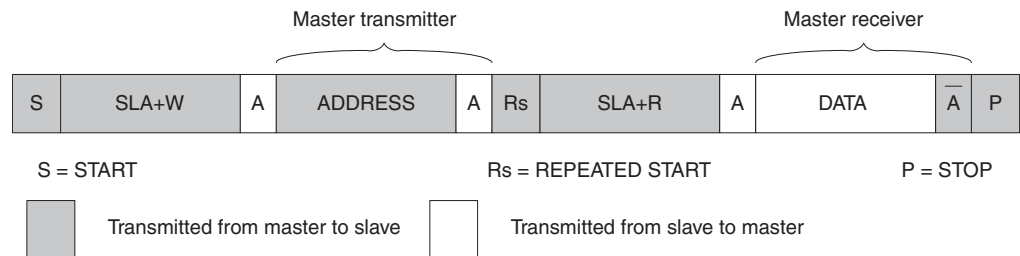 Master transmitter Master receiver
S SLA+W A ADDRESS A Rs SLA+R A DATA A̅ P
S = START Rs = REPEATED START P = STOP
Transmitted from master to slave Transmitted from slave to master